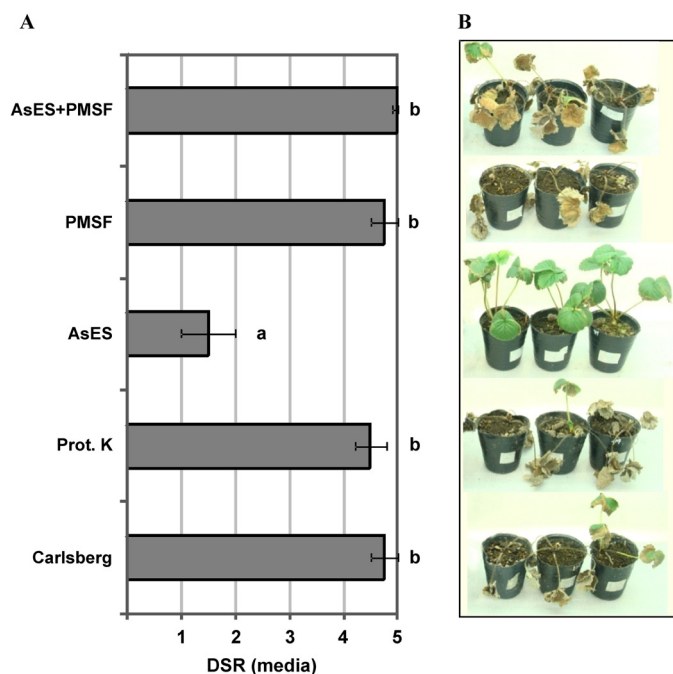 A
B
AsES+PMSF
b
PMSF
b
AsES
a
Prot. K
b
Carlsberg
b
1 2 3 4 5
DSR (media)